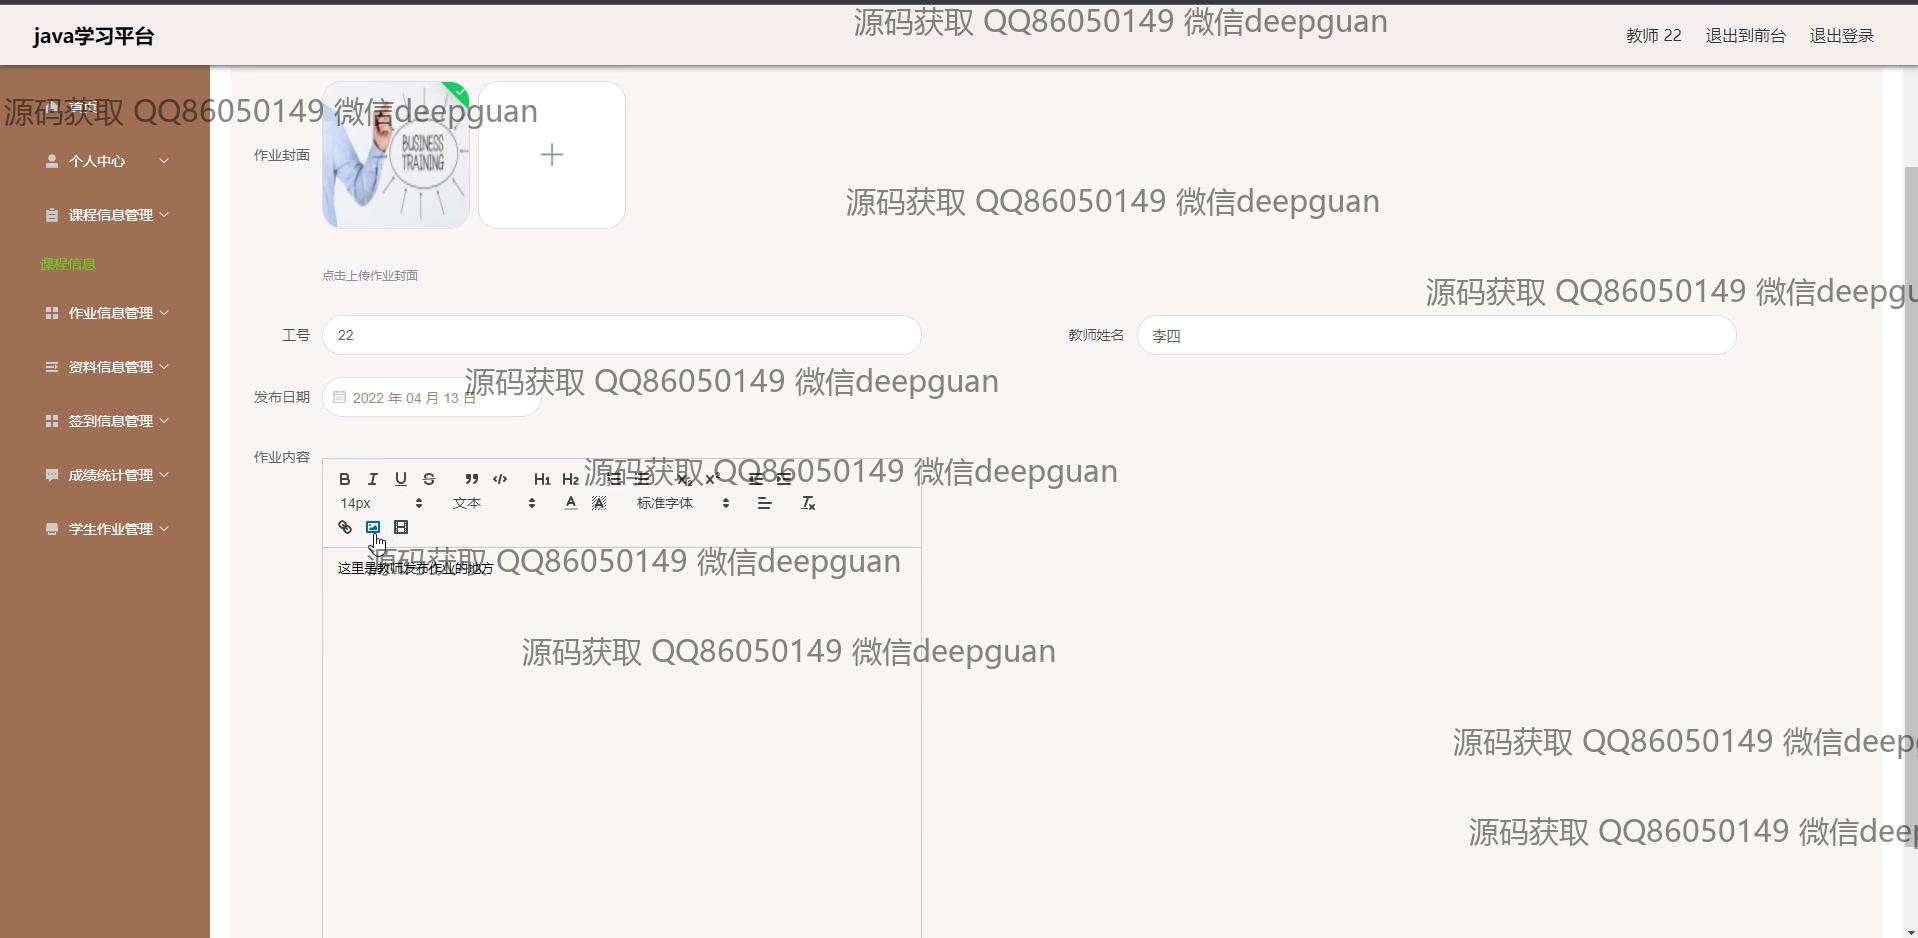 java学习平台
源码获取 QQ86050149 微信deepguan
教师 22
退出到前台
退出登录
首页
源码获取 QQ86050149 微信deepguan
个人中心
课程信息管理
课程信息
作业信息管理
资料信息管理
签到信息管理
成绩统计管理
学生作业管理
作业封面
BUSINESS
TRAINING
源码获取 QQ86050149 微信deepguan
点击上传作业封面
源码获取 QQ86050149 微信deepgu
工号
22
教师姓名
李四
发布日期
2022 年 04 月 13 日
源码获取 QQ86050149 微信deepguan
作业内容
B I U S H1 H2 X2 X2
源码获取 QQ86050149 微信deepguan
14px 文本 A A 标准字体 Tx
这里是教师发布作业的地方
源码获取 QQ86050149 微信deepguan
源码获取 QQ86050149 微信deepguan
源码获取 QQ86050149 微信deep
源码获取 QQ86050149 微信deep